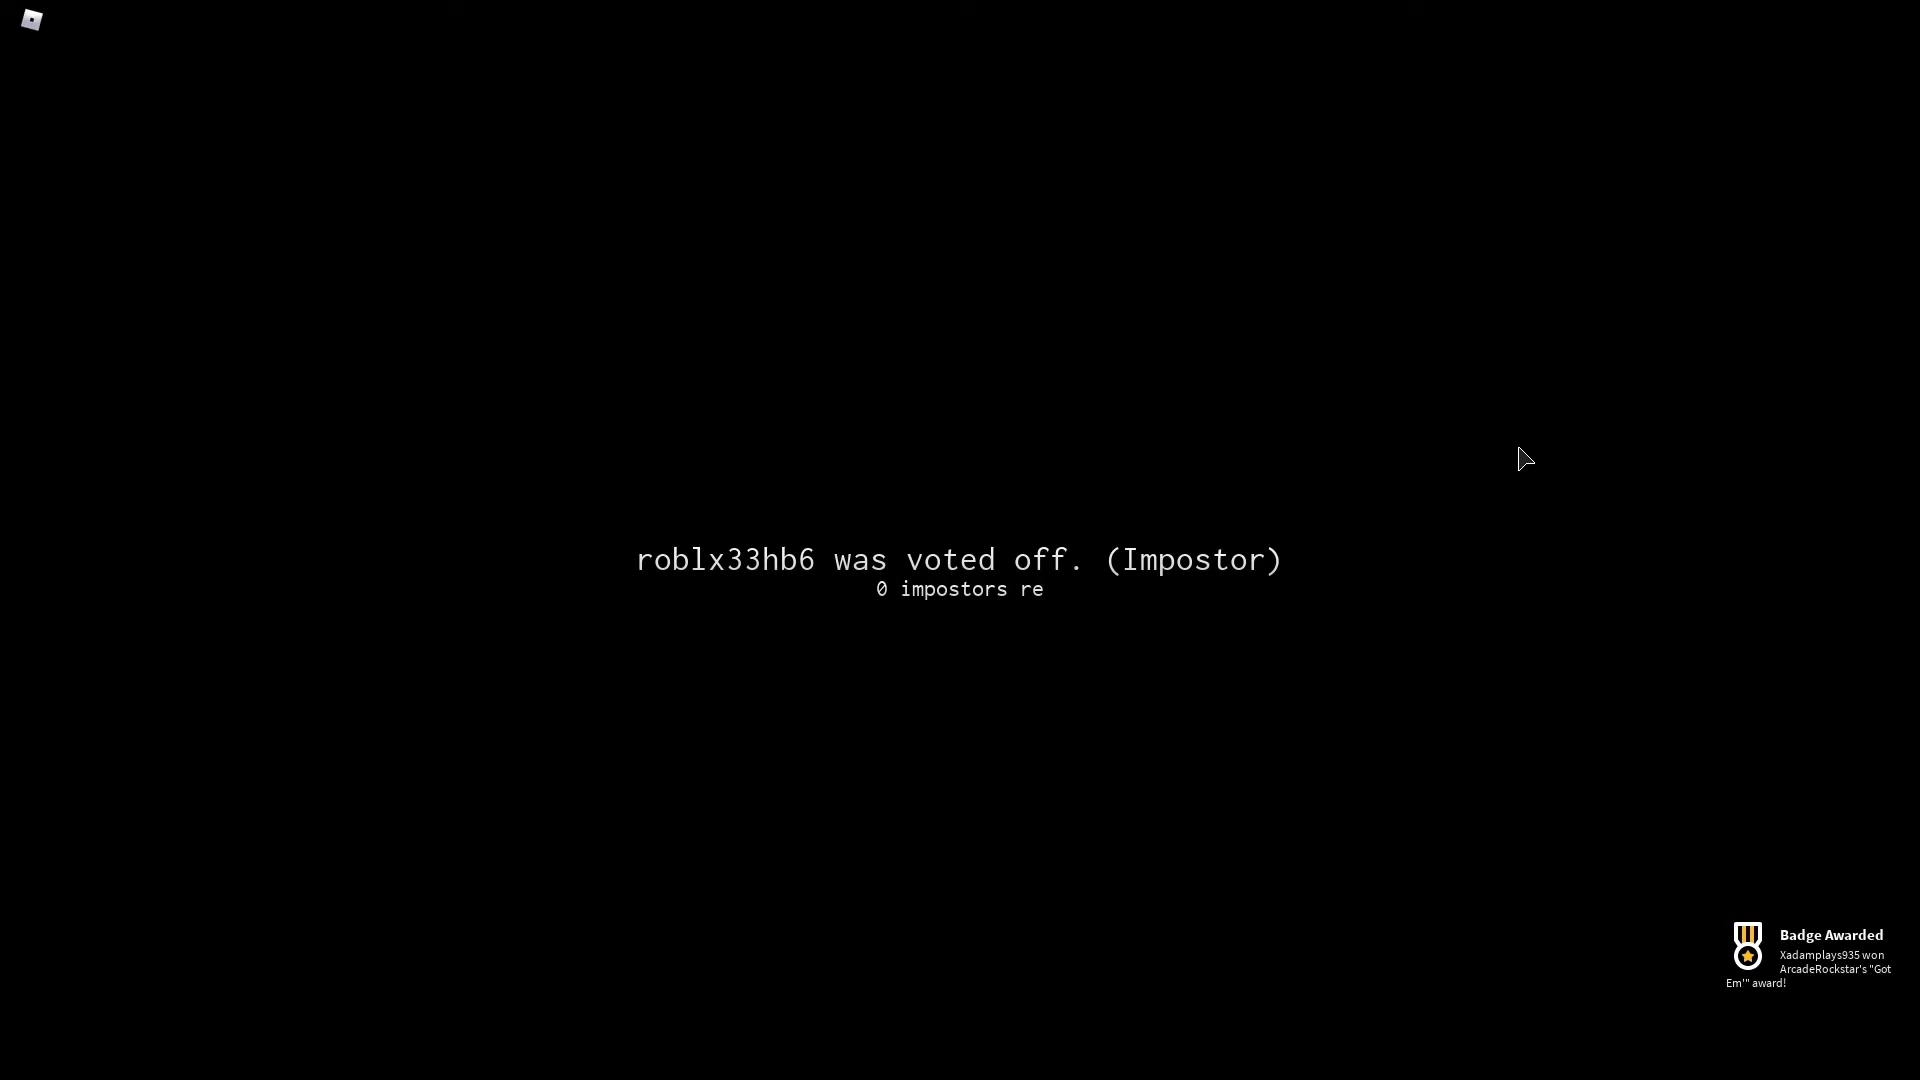 roblx33hb6 was voted off. (Impostor)
0 impostors re
Badge Awarded
Xadamplays935 won
ArcadeRockstar's "Got
Em'" award!